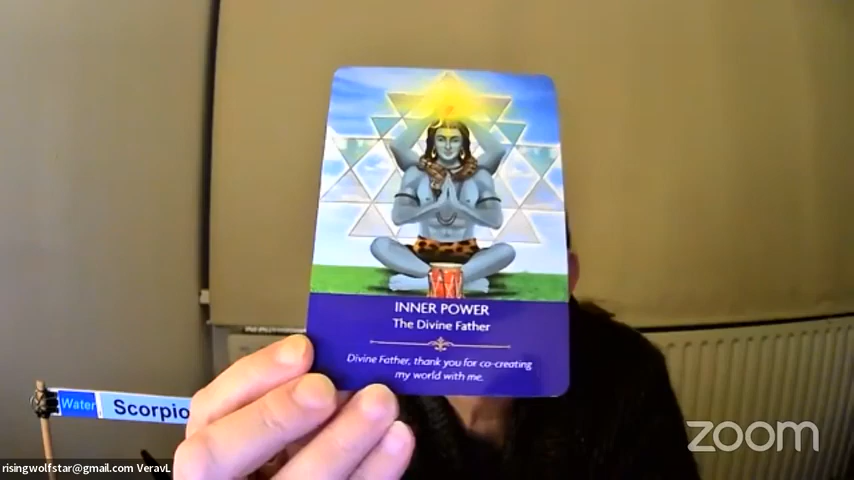 INNER POWER
The Divine Father
Divine Father, thank you for co-creating
my world with me.
Water
Scorpio
zoom
risingwolfstar@gmail.com VeravL